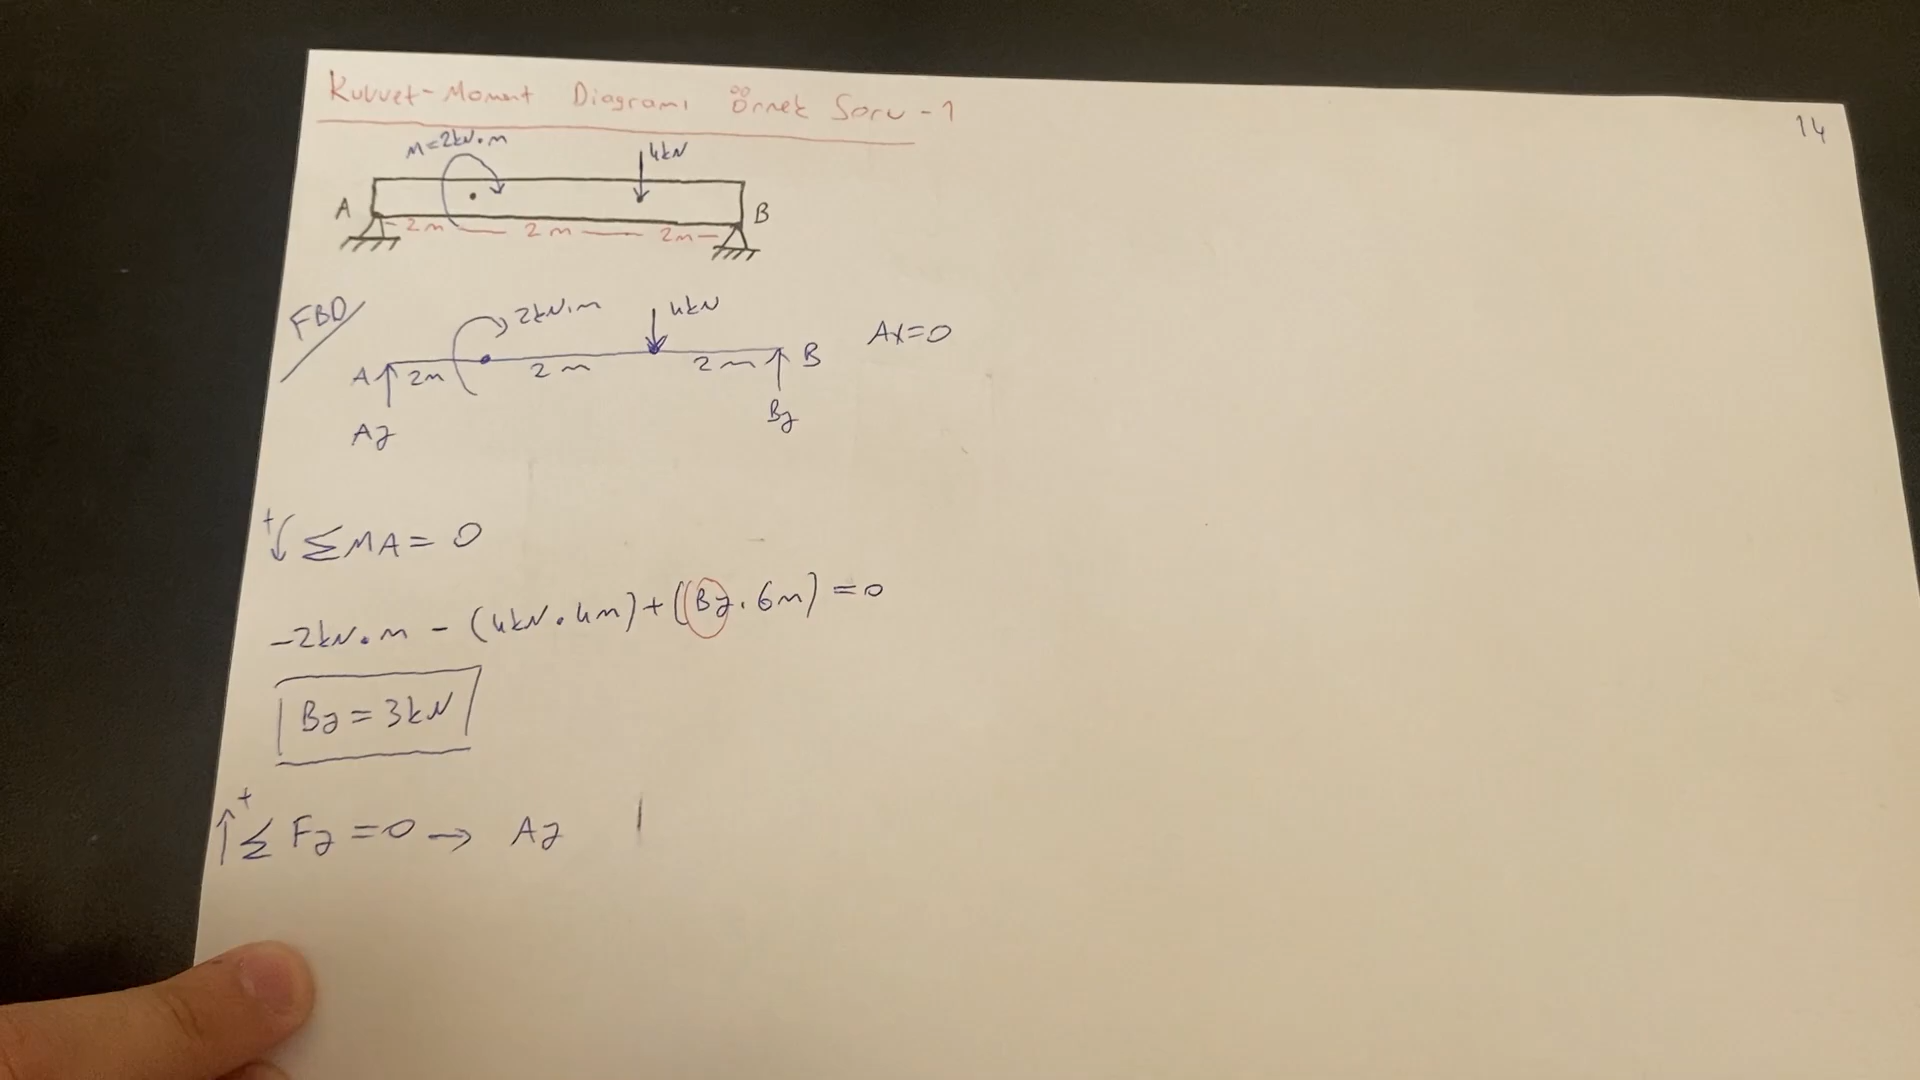 Kuvvet-Moment Diagramı Örnek Soru - 1
14
M=2kN.m
4kN
A
B
2m
2m
2m
FBD
2kN.m
4kN
Ax=0
A
2m
2m
2m
B
Ay
By
+ ΣMA = 0
-2kN.m - (4kN.4m) + ((By.6m) = 0
By = 3kN
+
↑ Σ Fy = 0 → Ay